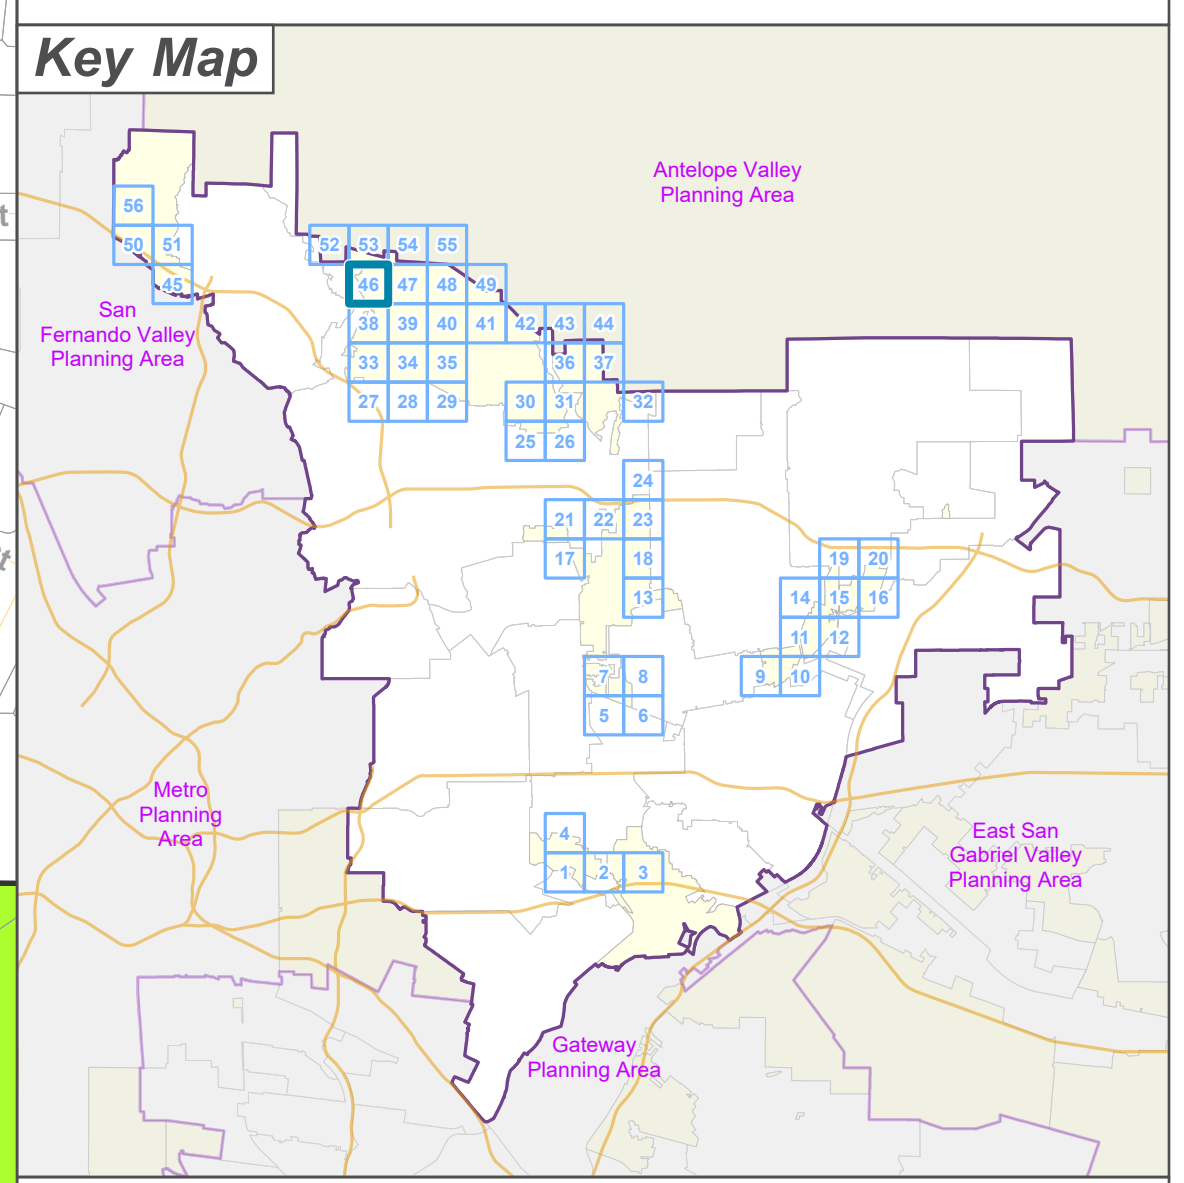 Key Map
Antelope Valley
Planning Area
56
50 51
45
52 53 54 55
46 47 48 49
San
Fernando Valley
Planning Area
38 39 40 41 42 43 44
33 34 35 36 37
27 28 29 30 31 32
25 26
24
21 22 23
17 18
19 20
13
14 15 16
11 12
7 8
9 10
5 6
Metro
Planning
Area
4
1 2 3
East San
Gabriel Valley
Planning Area
Gateway
Planning Area
t